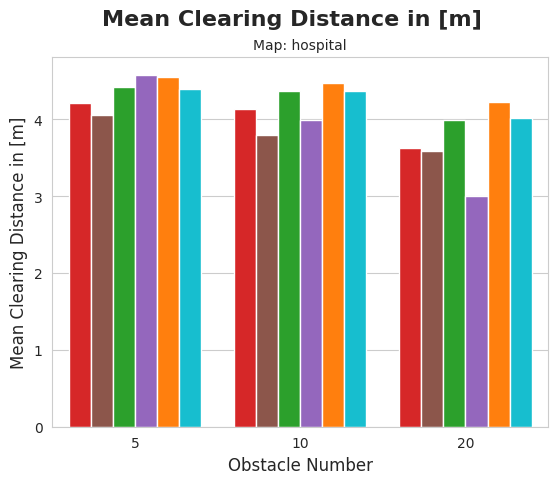 Mean Clearing Distance in [m]
Map: hospital
Mean Clearing Distance in [m]
4
3
2
1
0
5
10
20
Obstacle Number